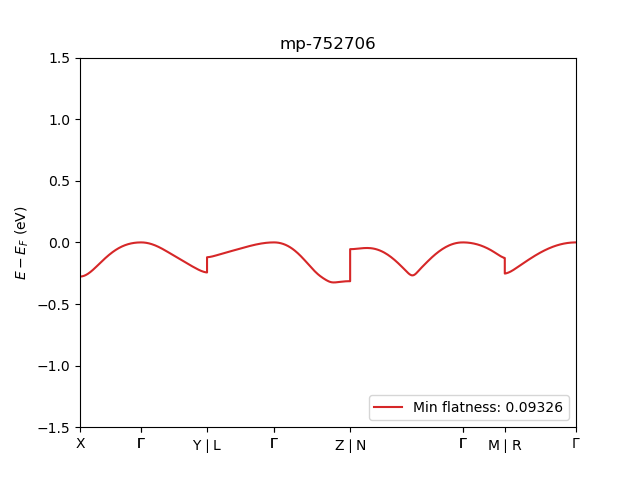 mp-752706
E − E_F (eV)
1.5
1.0
0.5
0.0
−0.5
−1.0
−1.5
Min flatness: 0.09326
X Γ Y | L Γ Z | N Γ M | R Γ